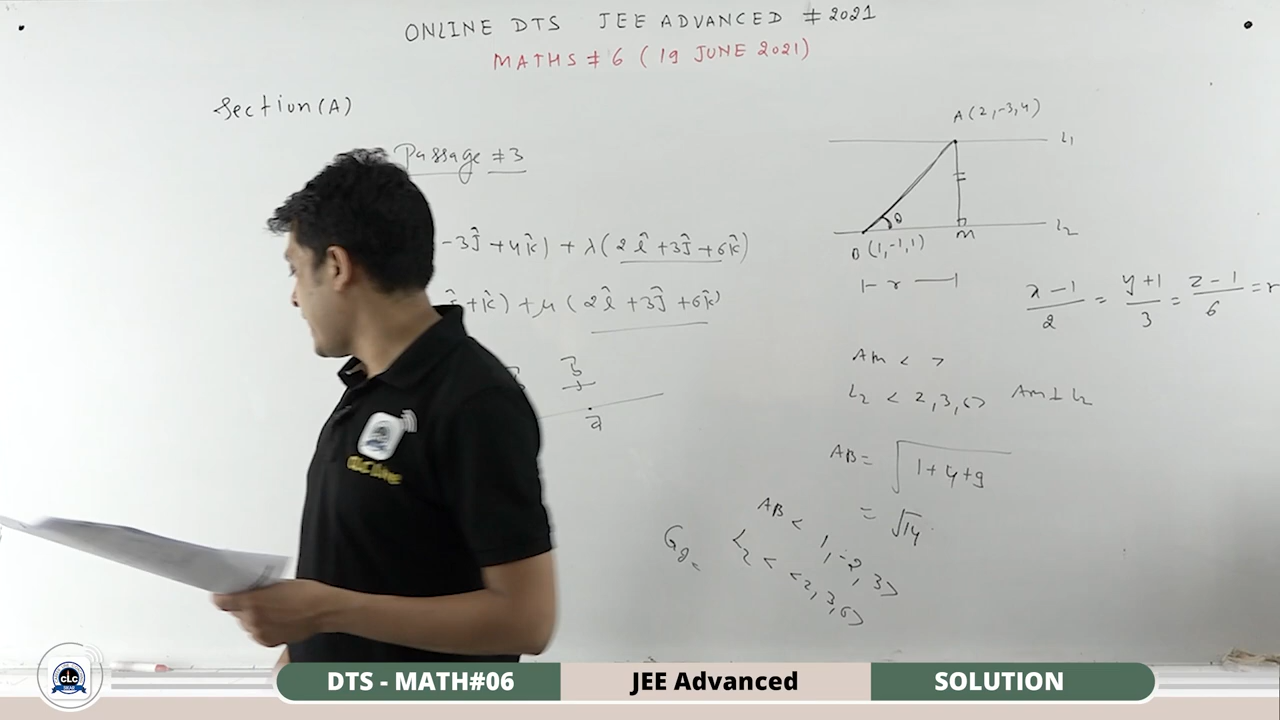 ONLINE DTS JEE ADVANCED # 2021
MATHS # 6 ( 19 JUNE 2021)
Section(A)
Passage #3
-3ĵ +4k̂) + λ(2î +3ĵ +6k̂)
ĵ +k̂) + μ(2î +3ĵ +6k̂)
b
a
A(2,-3,4)
L₁
θ
B(1,-1,1)
M
L₂
r
x-1/2 = y+1/3 = z-1/6 = r
AM < >
L₂ < 2,3,6> AM ⊥ L₂
AB = √1+4+9
= √14
AB < 1,-2,3>
L₂ < <2,3,6>
CLC
SIKAR
DTS - MATH#06
JEE Advanced
SOLUTION